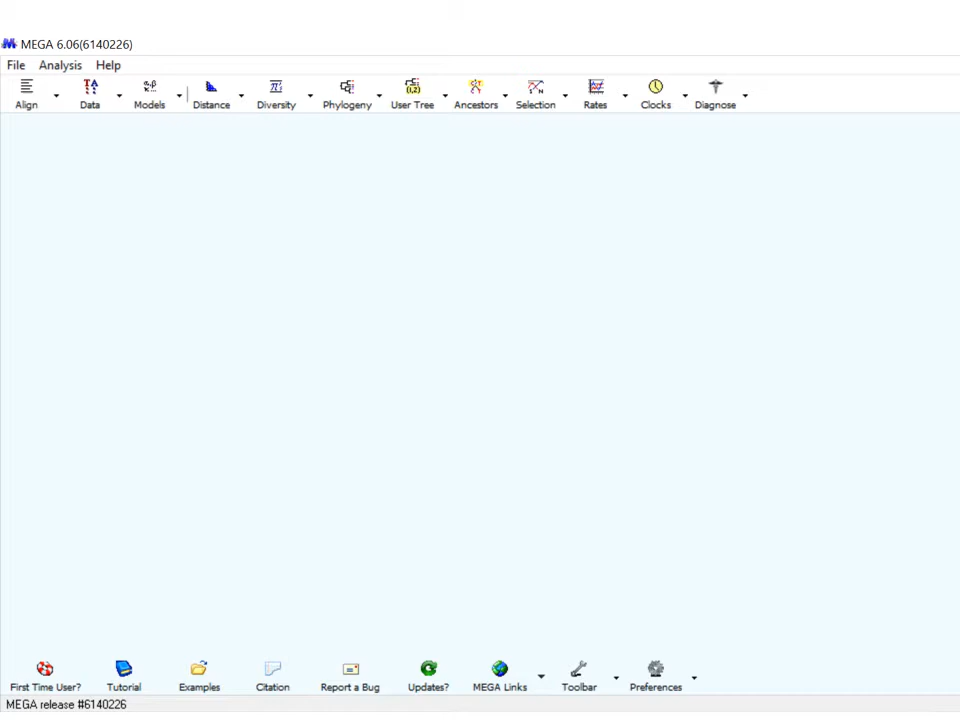 MEGA 6.06(6140226)
File Analysis Help
Align Data Models Distance Diversity Phylogeny User Tree Ancestors Selection Rates Clocks Diagnose
First Time User? Tutorial Examples Citation Report a Bug Updates? MEGA Links Toolbar Preferences
MEGA release #6140226